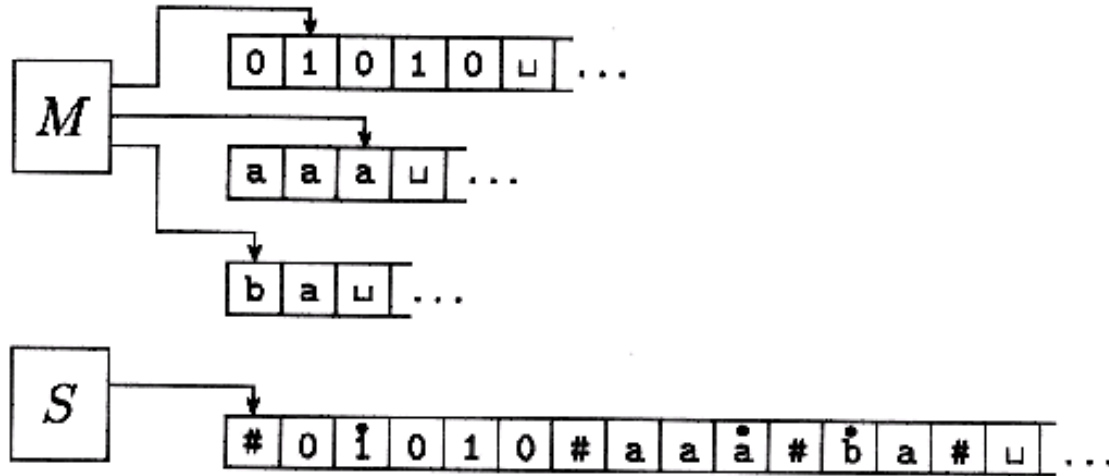 M
0 1 0 1 0 ␣ ...
a a a ␣ ...
b a ␣ ...
S
# 0 1̇ 0 1 0 # a a ȧ # ḃ a # ␣ ...